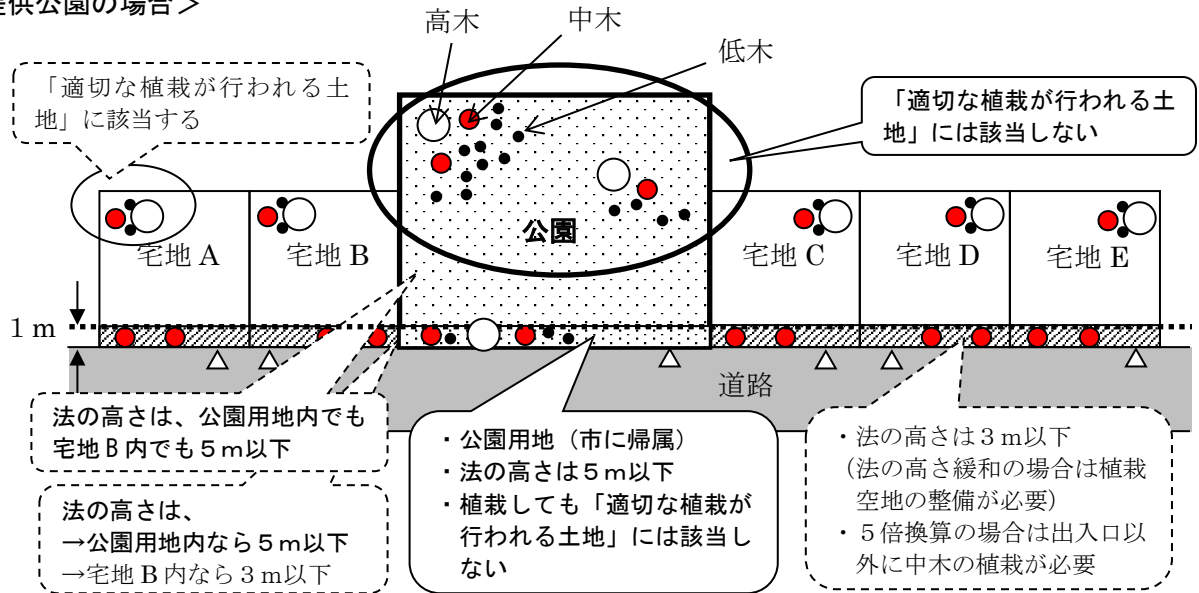 提供公園の場合＞
高木
中木
低木
「適切な植栽が行われる土
地」に該当する
「適切な植栽が行われる土
地」には該当しない
公園
宅地 A
宅地 B
宅地 C
宅地 D
宅地 E
1 m
道路
法の高さは、公園用地内でも
宅地 B 内でも５ｍ以下
法の高さは、
→公園用地内なら５ｍ以下
→宅地 B 内なら３ｍ以下
・公園用地（市に帰属）
・法の高さは５ｍ以下
・植栽しても「適切な植栽が
行われる土地」には該当し
ない
・法の高さは３ｍ以下
（法の高さ緩和の場合は植栽
空地の整備が必要）
・５倍換算の場合は出入口以
外に中木の植栽が必要